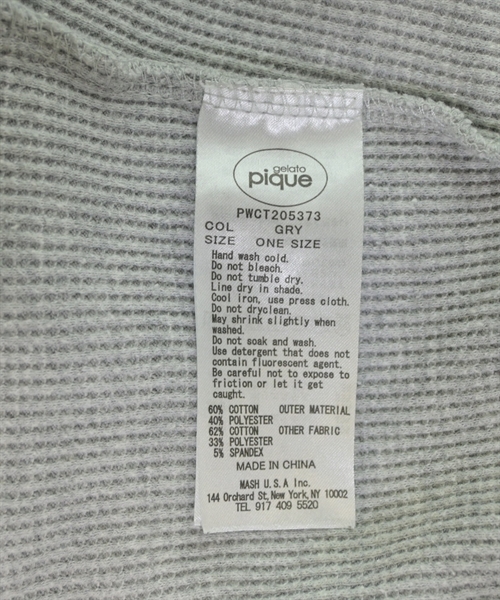 gelato
pique
PWCT205373
COL GRY
SIZE ONE SIZE
Hand wash cold.
Do not bleach.
Do not tumble dry.
Line dry in shade.
Cool iron, use press cloth.
Do not dryclean.
May shrink slightly when
washed.
Do not soak and wash.
Use detergent that does not
contain fluorescent agent.
Be careful not to expose to
friction or let it get
caught.
60% COTTON OUTER MATERIAL
40% POLYESTER
62% COTTON OTHER FABRIC
33% POLYESTER
5% SPANDEX
MADE IN CHINA
MASH U.S.A Inc.
144 Orchard St, New York, NY 10002
TEL 917 409 5520